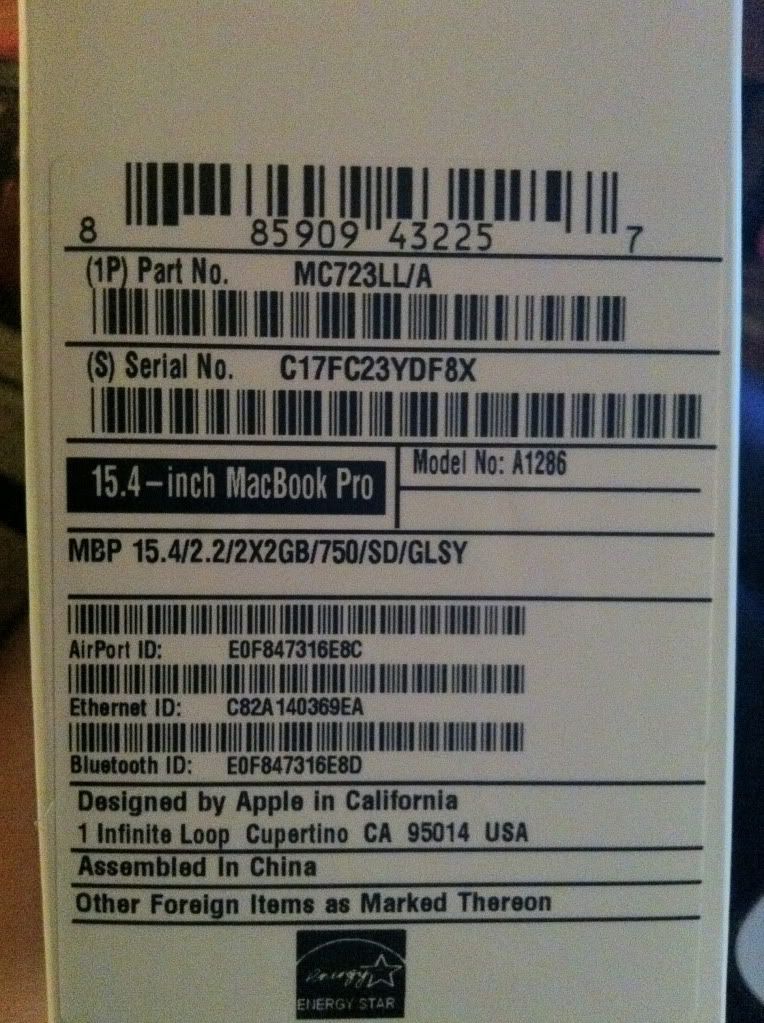 8 85909 43225 7
(1P) Part No. MC723LL/A
(S) Serial No. C17FC23YDF8X
15.4-inch MacBook Pro
Model No: A1286
MBP 15.4/2.2/2X2GB/750/SD/GLSY
AirPort ID: E0F847316E8C
Ethernet ID: C82A140369EA
Bluetooth ID: E0F847316E8D
Designed by Apple in California
1 Infinite Loop Cupertino CA 95014 USA
Assembled In China
Other Foreign Items as Marked Thereon
energy
ENERGY STAR